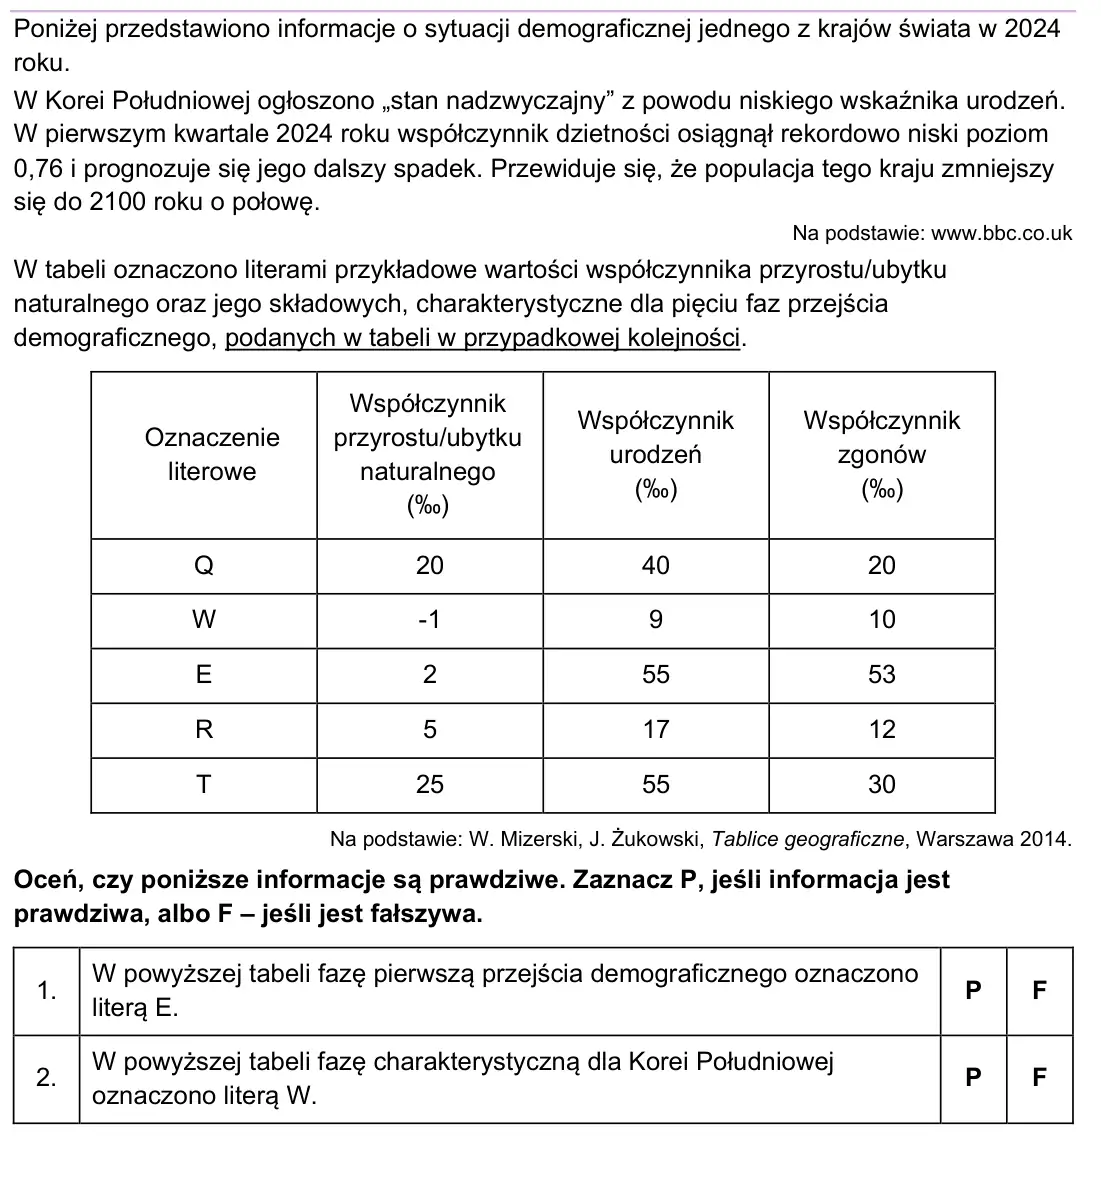 Poniżej przedstawiono informacje o sytuacji demograficznej jednego z krajów świata w 2024
roku.
W Korei Południowej ogłoszono „stan nadzwyczajny” z powodu niskiego wskaźnika urodzeń.
W pierwszym kwartale 2024 roku współczynnik dzietności osiągnął rekordowo niski poziom
0,76 i prognozuje się jego dalszy spadek. Przewiduje się, że populacja tego kraju zmniejszy
się do 2100 roku o połowę.
Na podstawie: www.bbc.co.uk
W tabeli oznaczono literami przykładowe wartości współczynnika przyrostu/ubytku
naturalnego oraz jego składowych, charakterystyczne dla pięciu faz przejścia
demograficznego, podanych w tabeli w przypadkowej kolejności.
Oznaczenie
literowe
Współczynnik
przyrostu/ubytku
naturalnego
(‰)
Współczynnik
urodzeń
(‰)
Współczynnik
zgonów
(‰)
Q 20 40 20
W -1 9 10
E 2 55 53
R 5 17 12
T 25 55 30
Na podstawie: W. Mizerski, J. Żukowski, Tablice geograficzne, Warszawa 2014.
Oceń, czy poniższe informacje są prawdziwe. Zaznacz P, jeśli informacja jest
prawdziwa, albo F – jeśli jest fałszywa.
1. W powyższej tabeli fazę pierwszą przejścia demograficznego oznaczono
literą E. P F
2. W powyższej tabeli fazę charakterystyczną dla Korei Południowej
oznaczono literą W. P F